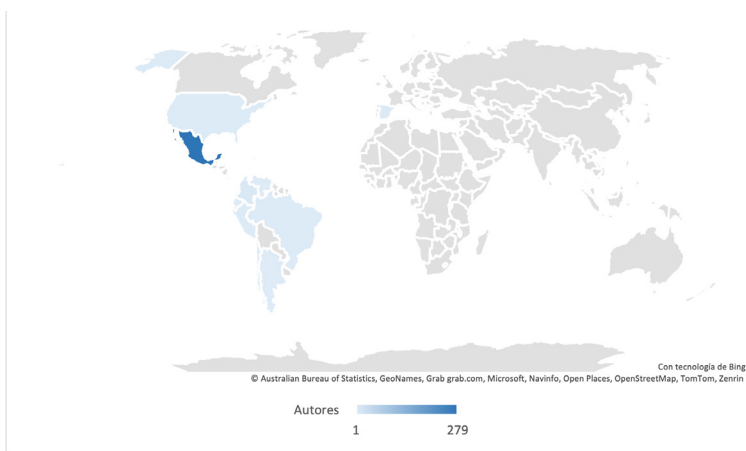 Con tecnología de Bing
© Australian Bureau of Statistics, GeoNames, Grab grab.com, Microsoft, Navinfo, Open Places, OpenStreetMap, TomTom, Zenrin
Autores
1 279